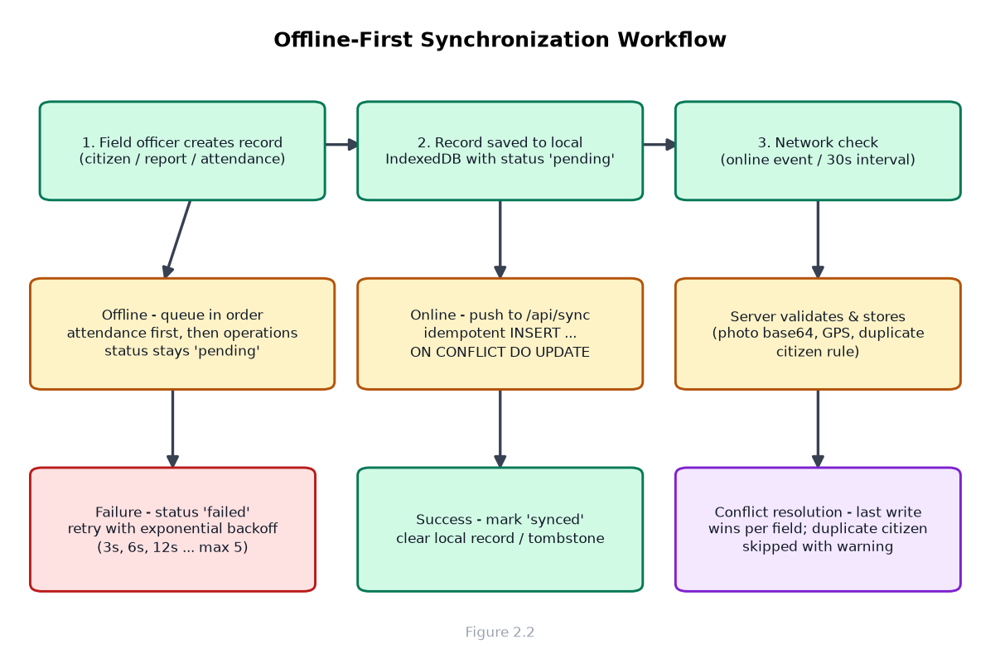 Offline-First Synchronization Workflow
1. Field officer creates record
(citizen / report / attendance)
2. Record saved to local
IndexedDB with status 'pending'
3. Network check
(online event / 30s interval)
Offline - queue in order
attendance first, then operations
status stays 'pending'
Online - push to /api/sync
idempotent INSERT ...
ON CONFLICT DO UPDATE
Server validates & stores
(photo base64, GPS, duplicate
citizen rule)
Failure - status 'failed'
retry with exponential backoff
(3s, 6s, 12s ... max 5)
Success - mark 'synced'
clear local record / tombstone
Conflict resolution - last write
wins per field; duplicate citizen
skipped with warning
Figure 2.2